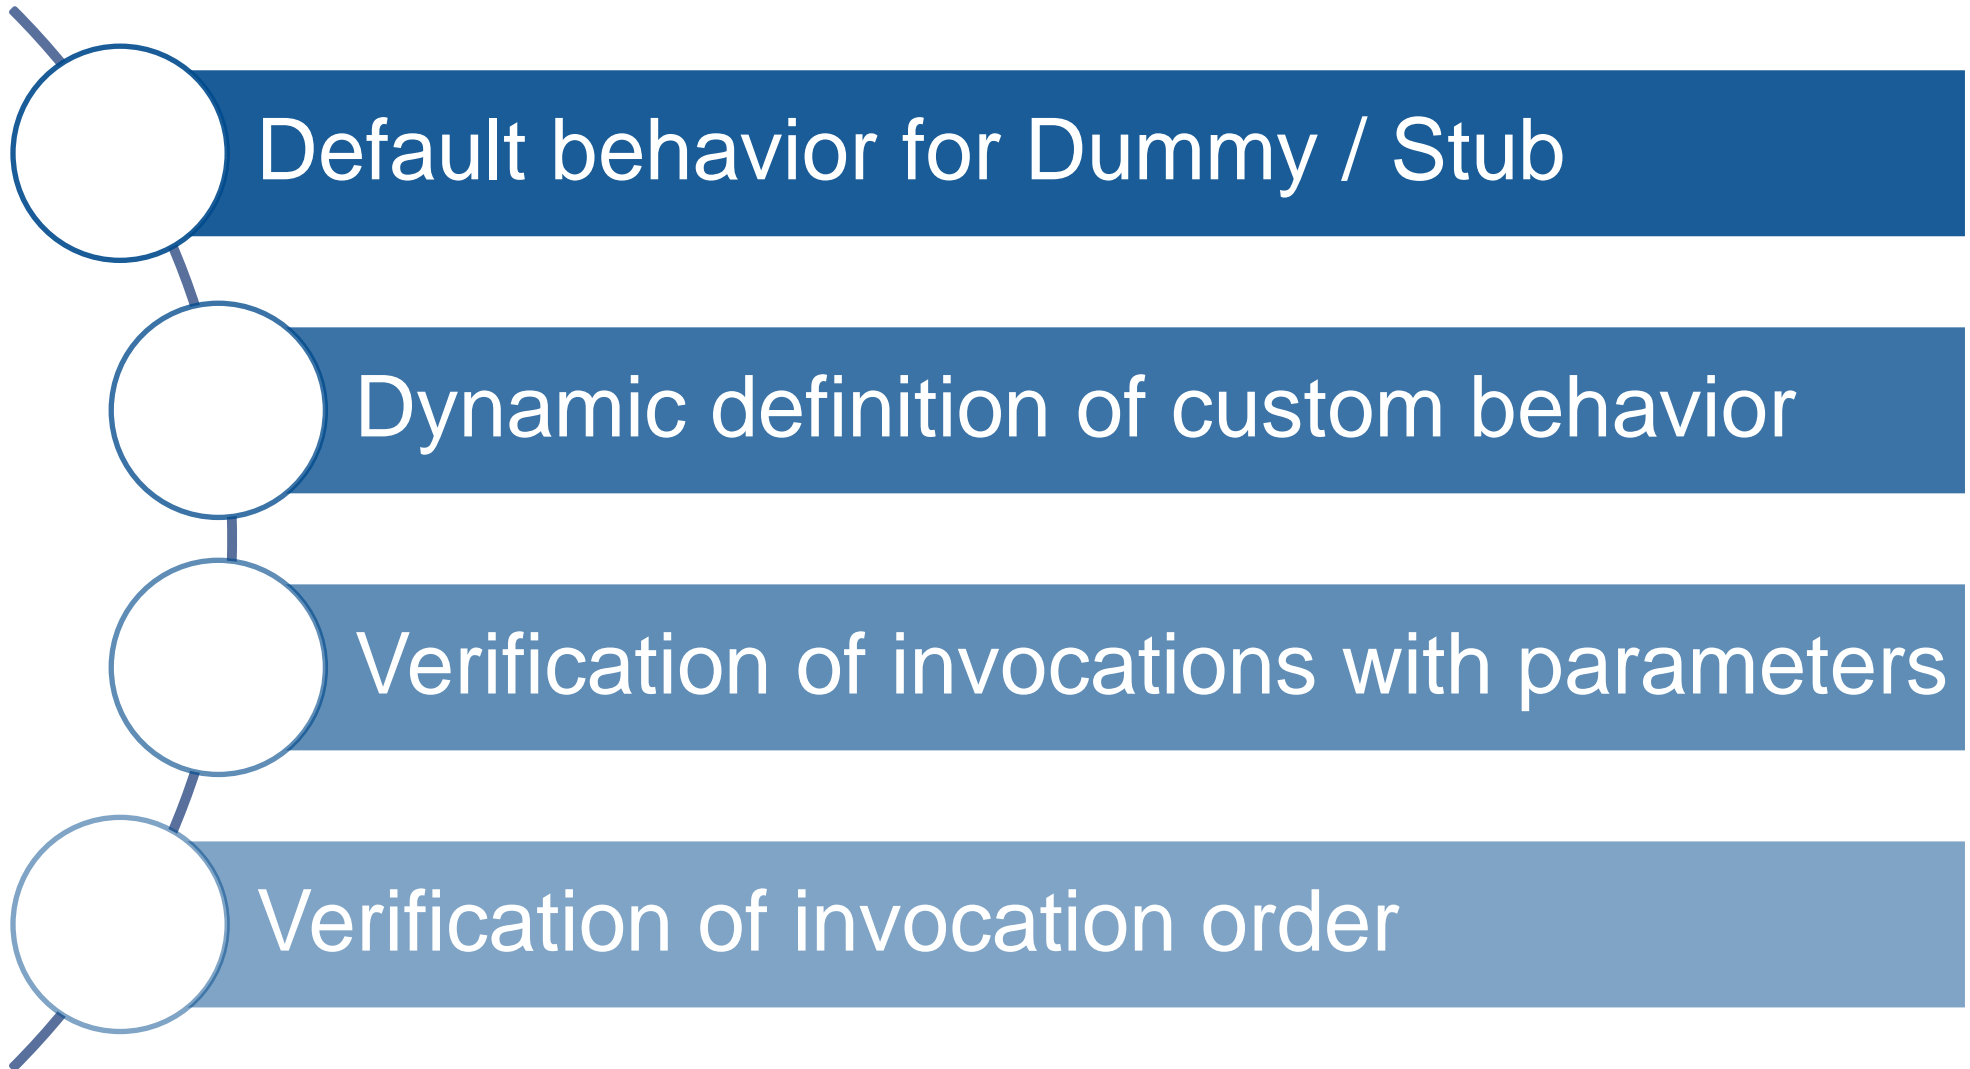 Default behavior for Dummy / Stub
Dynamic definition of custom behavior
Verification of invocations with parameters
Verification of invocation order